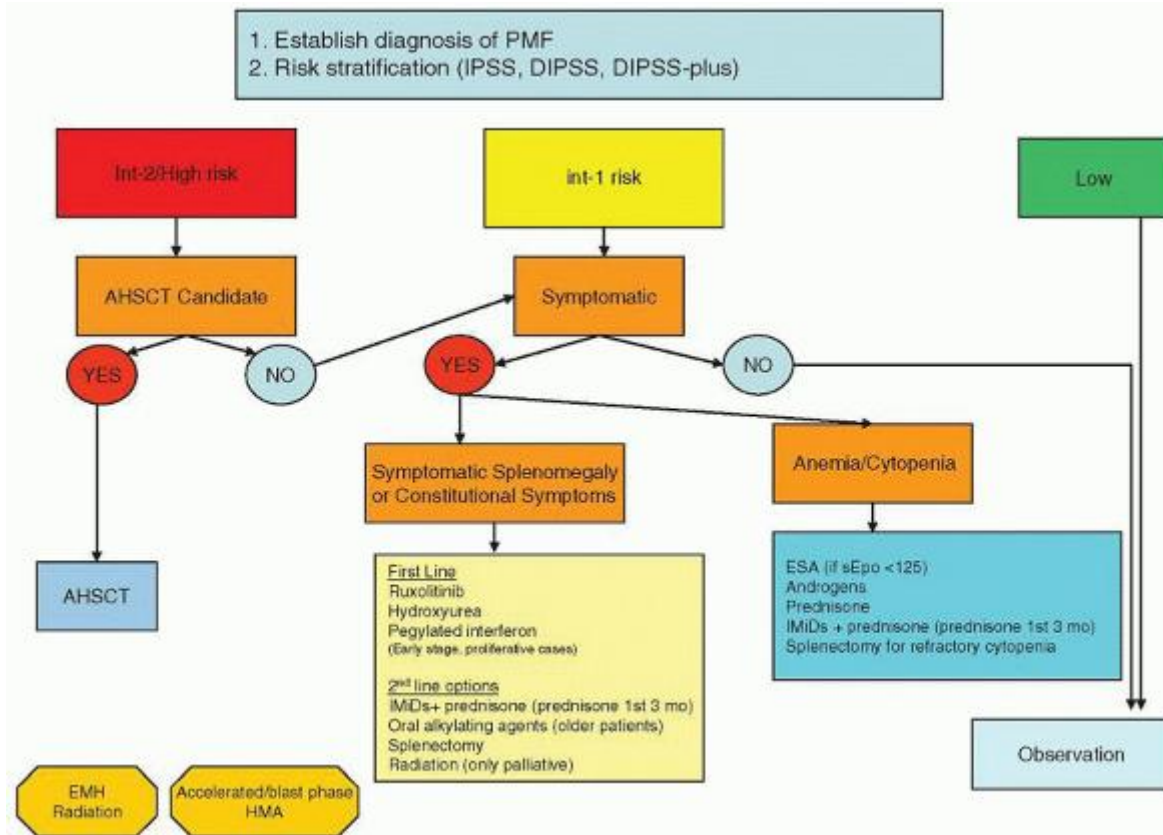 1. Establish diagnosis of PMF
2. Risk stratification (IPSS, DIPSS, DIPSS-plus)
Int-2/High risk
int-1 risk
Low
AHSCT Candidate
Symptomatic
YES
NO
YES
NO
Symptomatic Splenomegaly
or Constitutional Symptoms
Anemia/Cytopenia
AHSCT
First Line
Ruxolitinib
Hydroxyurea
Pegylated interferon
(Early stage, proliferative cases)
2nd line options
IMiDs+ prednisone (prednisone 1st 3 mo)
Oral alkylating agents (older patients)
Splenectomy
Radiation (only palliative)
ESA (if sEpo <125)
Androgens
Prednisone
IMiDs + prednisone (prednisone 1st 3 mo)
Splenectomy for refractory cytopenia
Observation
EMH
Radiation
Accelerated/blast phase
HMA